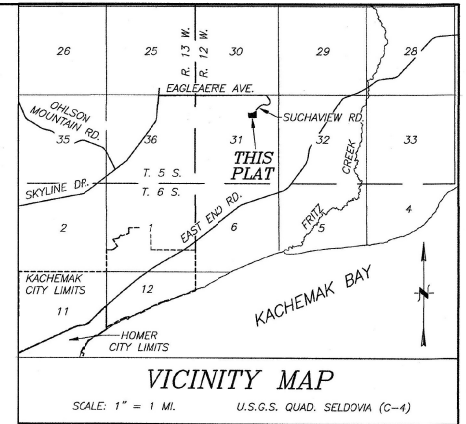 26 25 R. 13 W. R. 12 W. 30 29 28
EAGLEAERE AVE.
OHLSON
MOUNTAIN RD.
SUCHAVIEW RD.
35 36 31 32 33
THIS
PLAT
CREEK
SKYLINE DR.
T. 5 S.
T. 6 S.
EAST END RD.
FRITZ
2 1 6 5 4
KACHEMAK
CITY LIMITS
12
11
KACHEMAK BAY
N
HOMER
CITY LIMITS
VICINITY MAP
SCALE: 1" = 1 MI. U.S.G.S. QUAD. SELDOVIA (C-4)